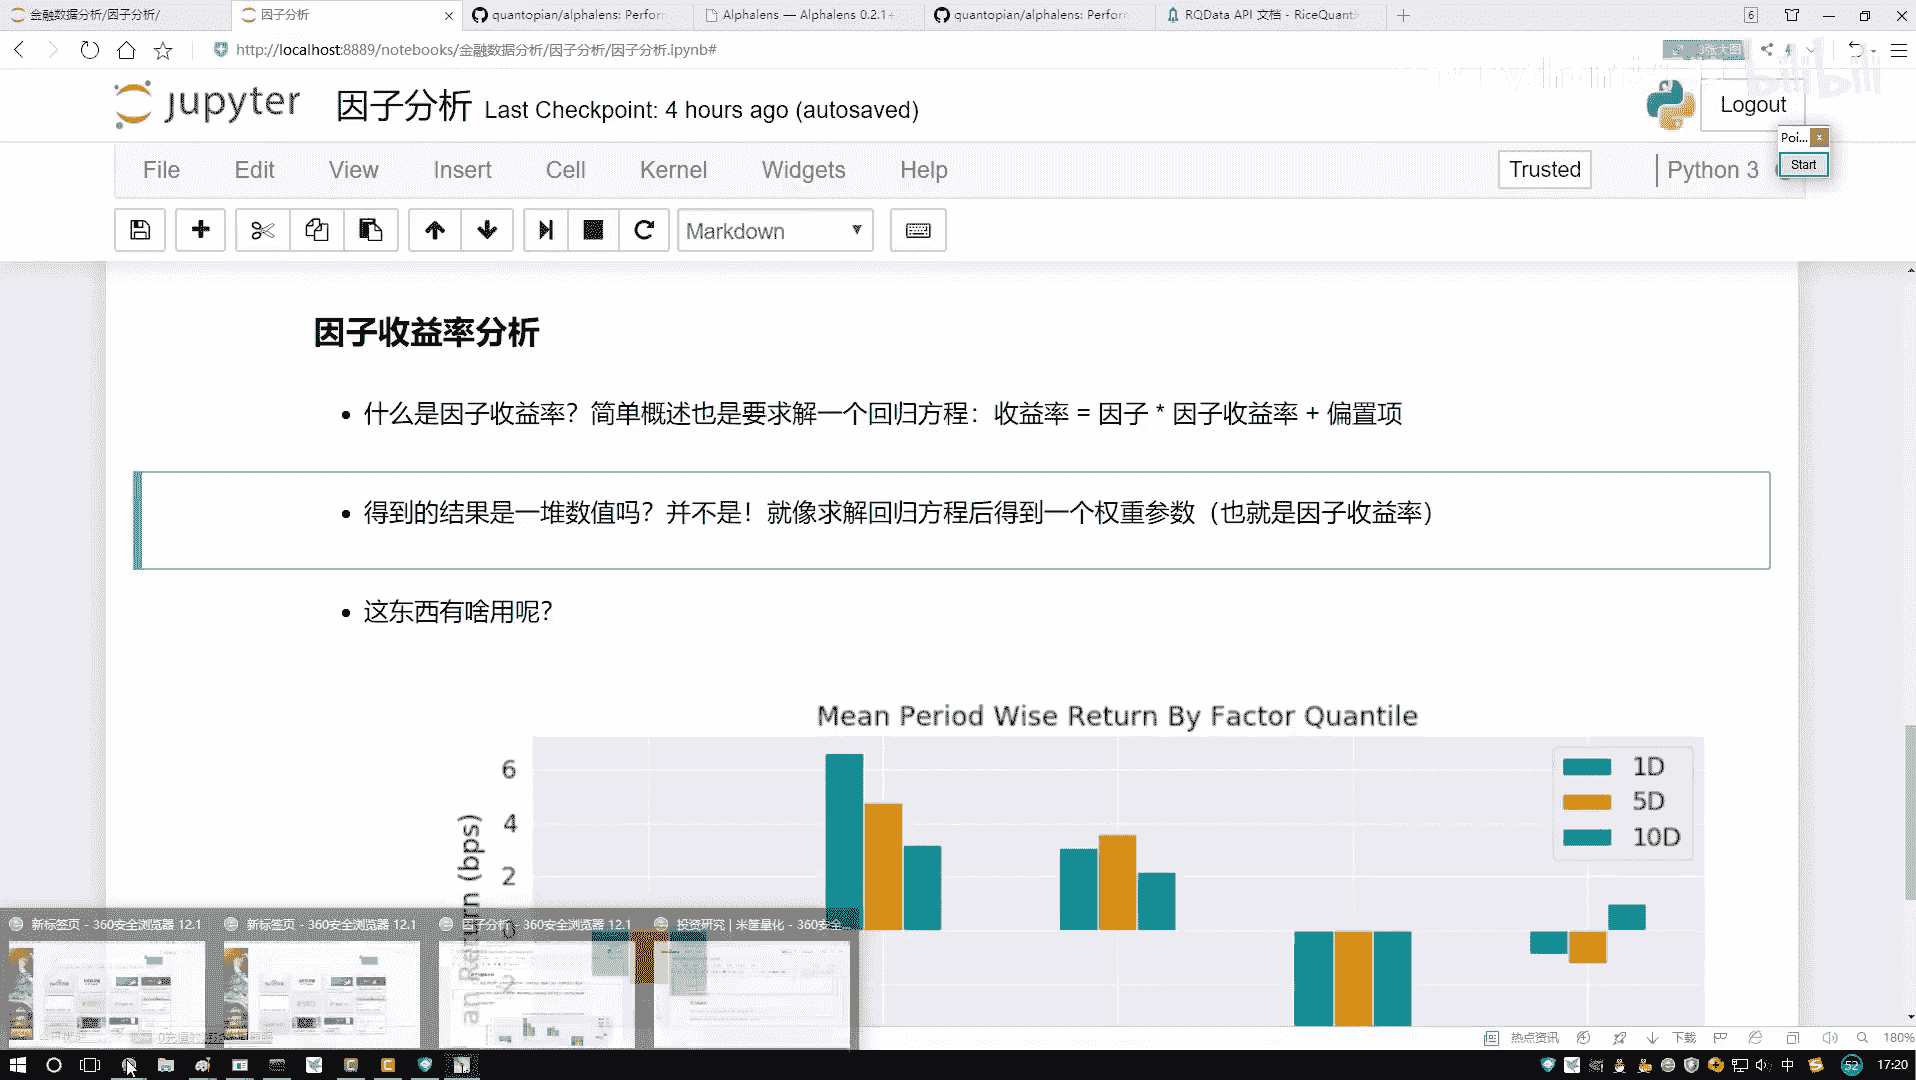 金融数据分析/因子分析/
因子分析
quantopian/alphalens: Perfor
Alphalens — Alphalens 0.2.1+
quantopian/alphalens: Perfor
RQData API 文档 - RiceQuant
6
http://localhost:8889/notebooks/金融数据分析/因子分析/因子分析.ipynb#
3张大图
bilibili
jupyter 因子分析 Last Checkpoint: 4 hours ago (autosaved)
Logout
Poi...
Start
File Edit View Insert Cell Kernel Widgets Help
Trusted
Python 3
Markdown
因子收益率分析
什么是因子收益率？简单概述也是要求解一个回归方程：收益率 = 因子 * 因子收益率 + 偏置项
得到的结果是一堆数值吗？并不是！就像求解回归方程后得到一个权重参数（也就是因子收益率）
这东西有啥用呢？
Mean Period Wise Return By Factor Quantile
6
4
2
0
1D
5D
10D
新标签页 - 360安全浏览器 12.1
新标签页 - 360安全浏览器 12.1
因子分析 - 360安全浏览器 12.1
投资研究 | 米筐量化 - 360安全
热点资讯
下载
180%
中
52
17:20